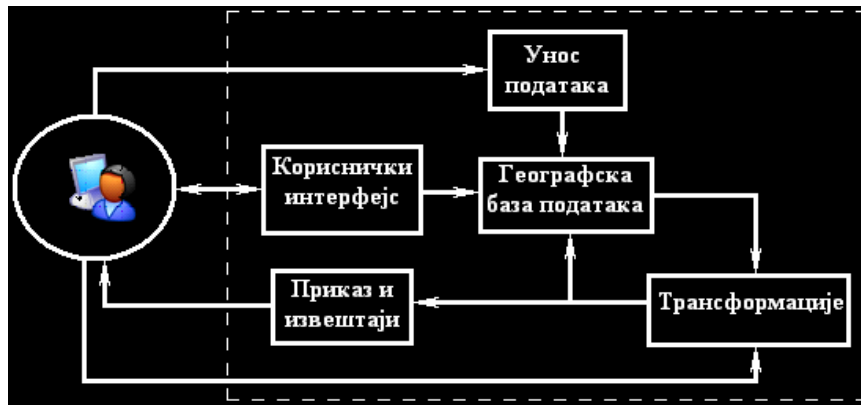 Унос
података
Кориснички
интерфејс
Географска
база података
Приказ и
извештаји
Трансформације